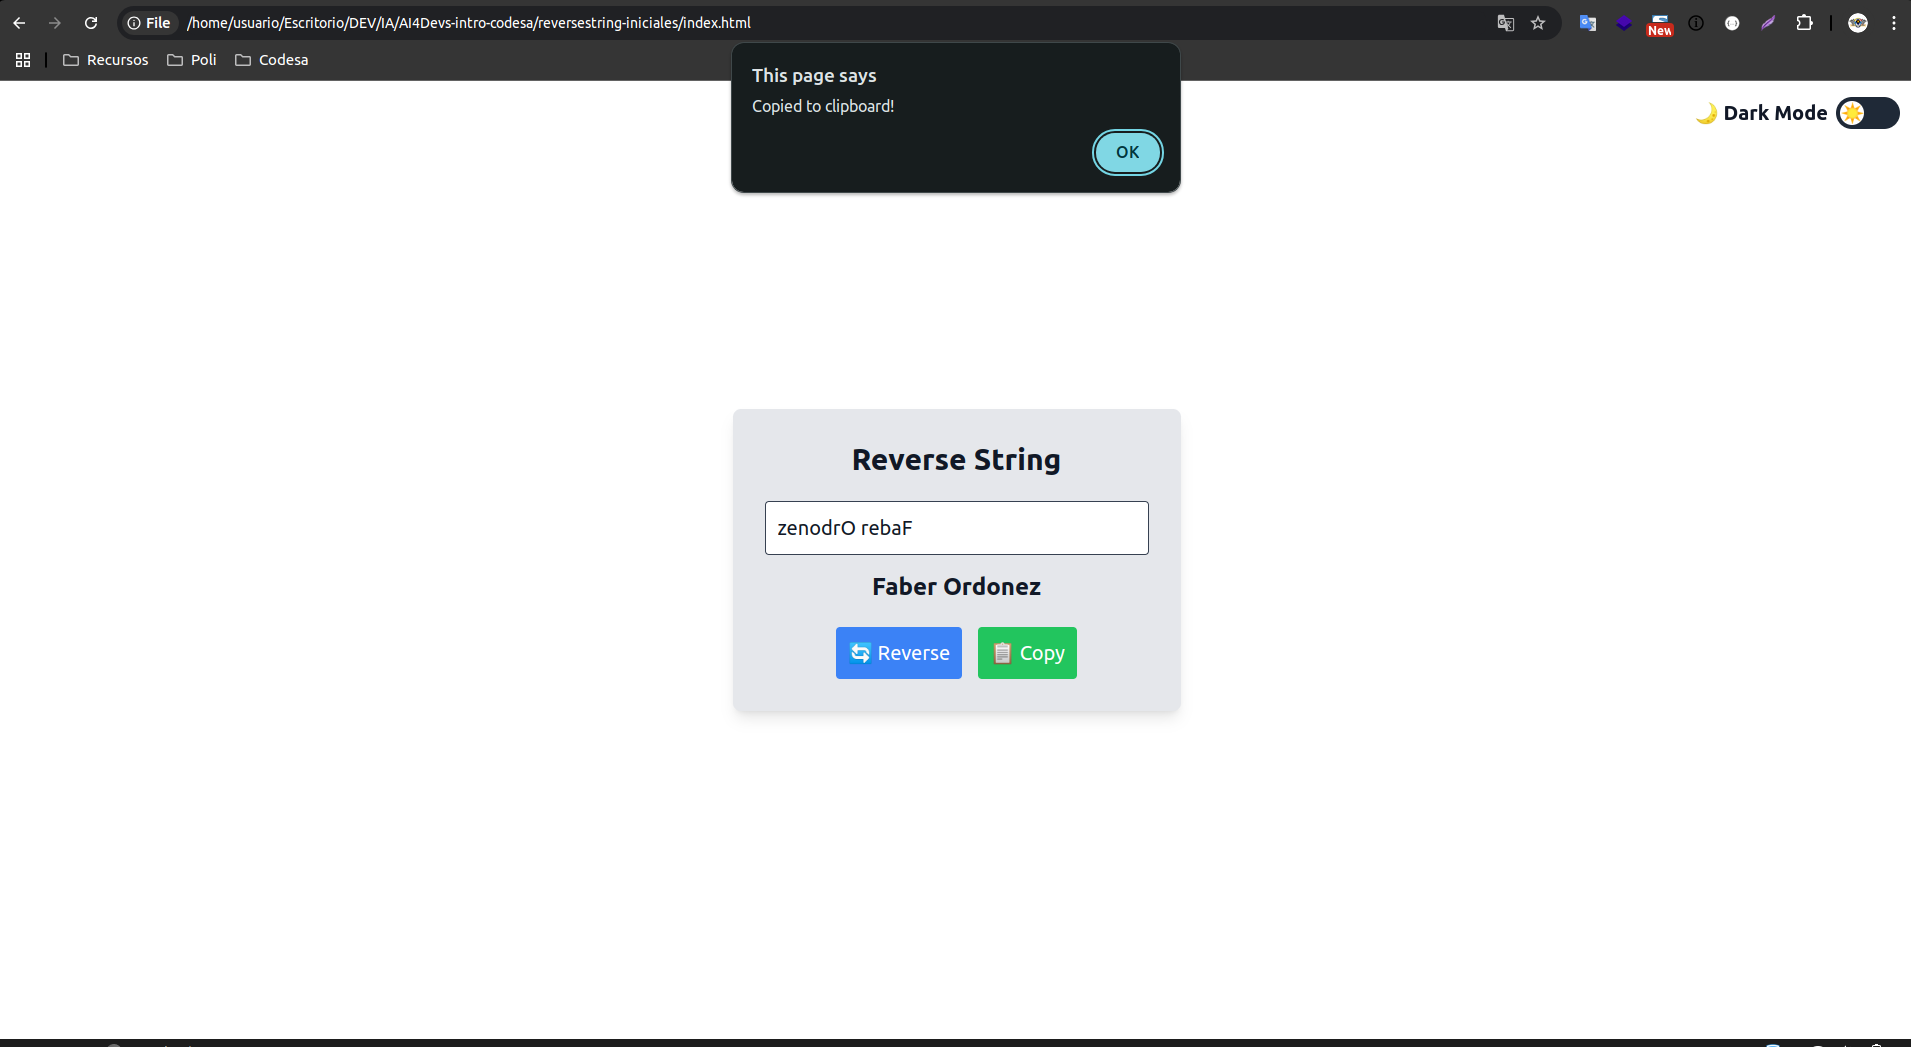 File /home/usuario/Escritorio/DEV/IA/AI4Devs-intro-codesa/reversestring-iniciales/index.html
New
Recursos Poli Codesa
This page says
Copied to clipboard!
OK
🌙 Dark Mode ☀️
Reverse String
zenodrO rebaF
Faber Ordonez
🔄 Reverse 📋 Copy